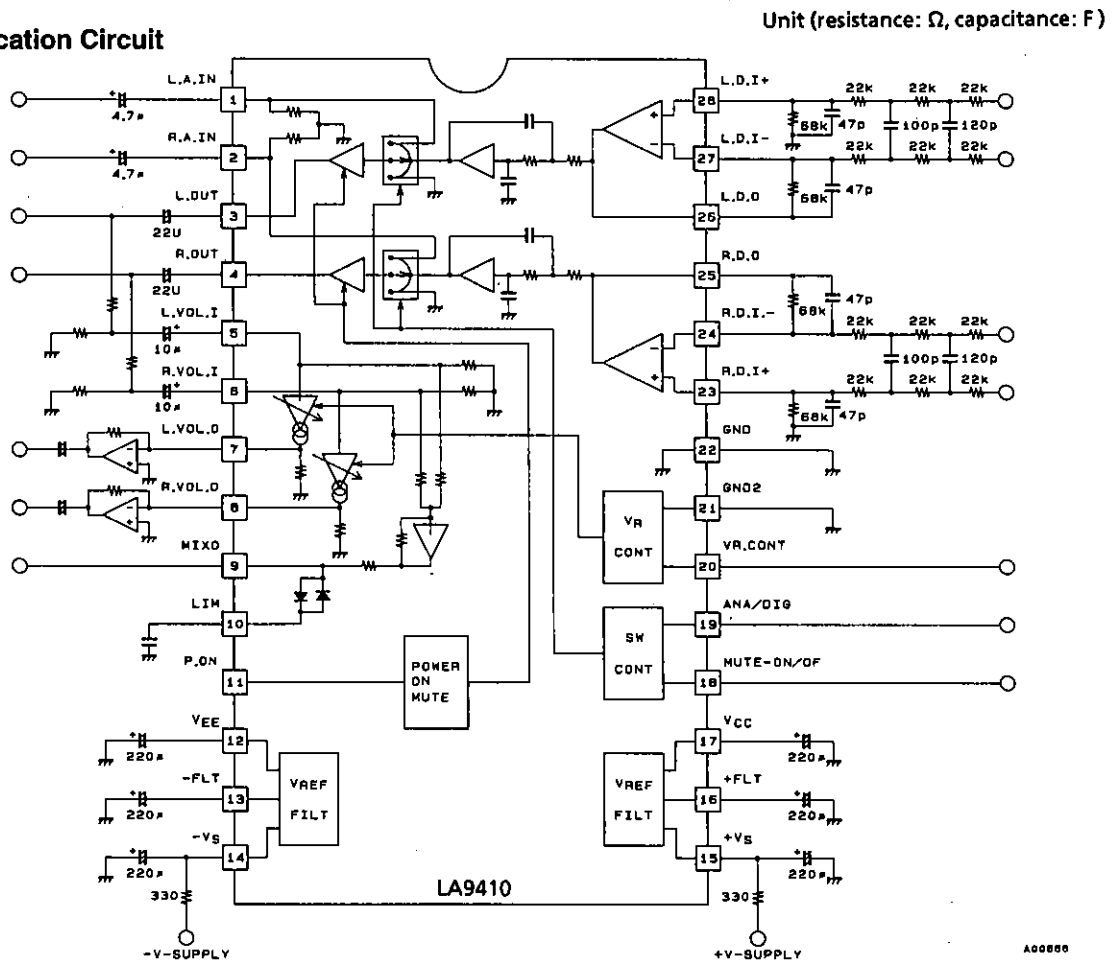 Unit (resistance: Ω, capacitance: F)
cation Circuit
L.A.IN
4.7µ
1
R.A.IN
4.7µ
2
L.OUT
22U
3
R.OUT
22U
4
L.VOL.I
10µ
5
R.VOL.I
10µ
6
L.VOL.O
7
R.VOL.O
8
MIXO
9
LIM
10
P.ON
11
POWER
ON
MUTE
VEE
220µ
12
-FLT
220µ
13
-VS
220µ
14
VREF
FILT
330
-V-SUPPLY
L.D.I+
28
22k 22k 22k
68k 47p 100p 120p
L.D.I-
27
22k 22k 22k
68k 47p
L.D.O
26
R.D.O
25
68k 47p
R.D.I.-
24
22k 22k 22k
100p 120p
R.D.I+
23
22k 22k 22k
68k 47p
GND
22
GND2
21
VR
CONT
VR.CONT
20
ANA/DIG
19
SW
CONT
MUTE-ON/OF
18
VCC
17
220µ
+FLT
16
220µ
VREF
FILT
+VS
15
220µ
330
+V-SUPPLY
LA9410